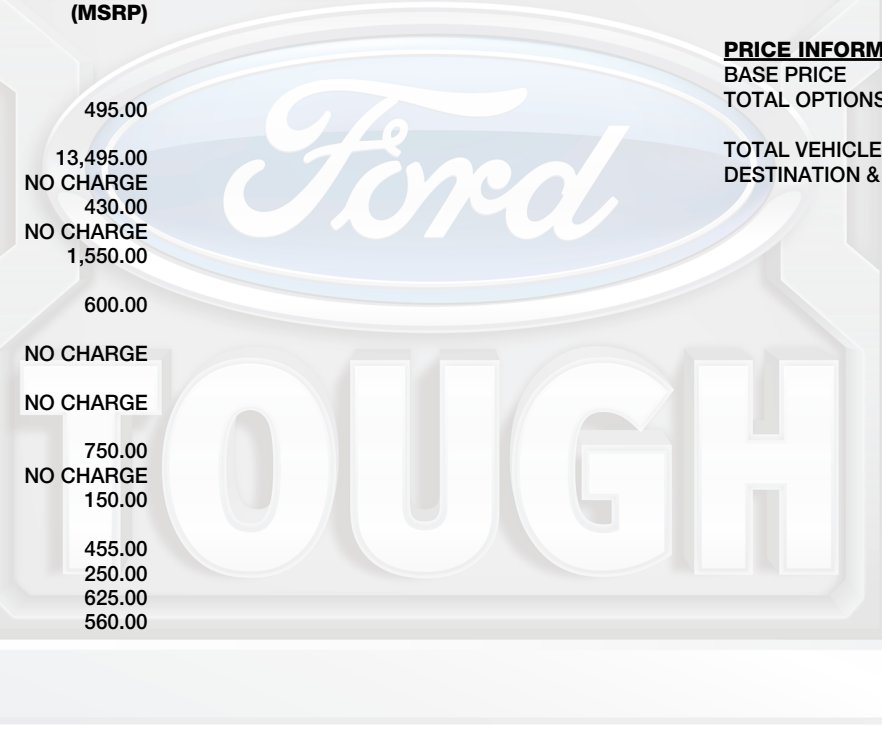 (MSRP)
495.00
13,495.00
NO CHARGE
430.00
NO CHARGE
1,550.00
600.00
NO CHARGE
NO CHARGE
750.00
NO CHARGE
150.00
455.00
250.00
625.00
560.00
PRICE INFORM
BASE PRICE
TOTAL OPTIONS
TOTAL VEHICLE
DESTINATION &
Ford
TOUGH